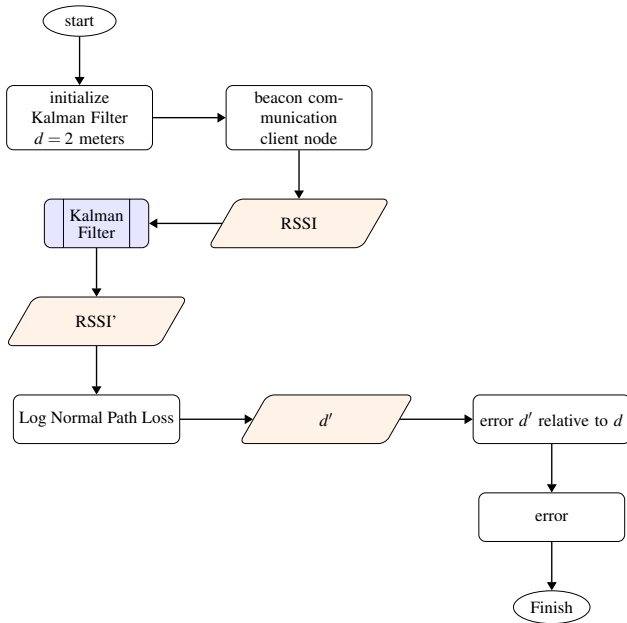 start
initialize
Kalman Filter
d = 2 meters
beacon com-
munication
client node
RSSI
Kalman
Filter
RSSI'
Log Normal Path Loss
d′
error d′ relative to d
error
Finish